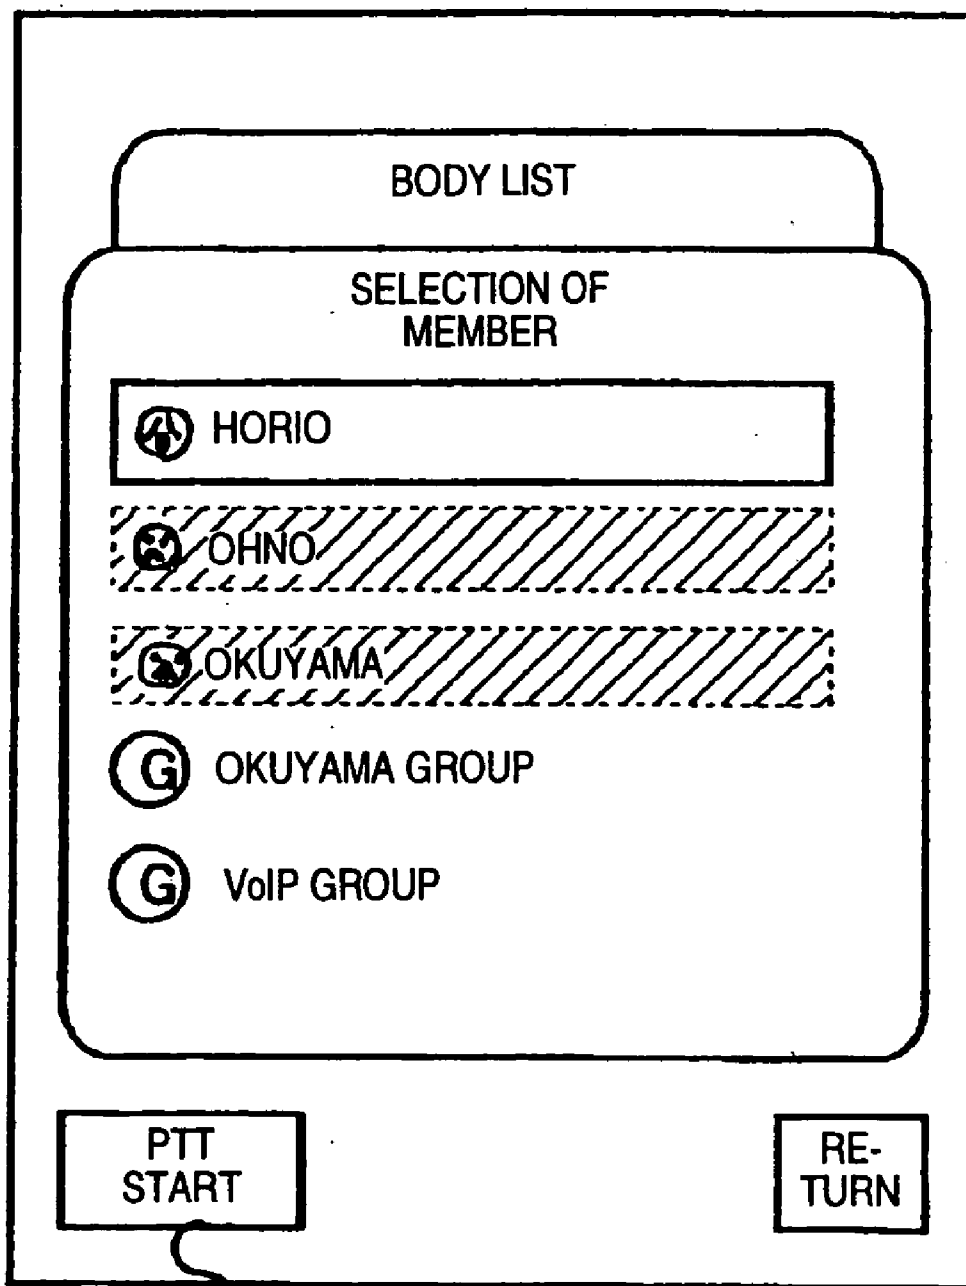 BODY LIST
SELECTION OF
MEMBER
HORIO
OHNO
OKUYAMA
G OKUYAMA GROUP
G VoIP GROUP
PTT
START
RE-
TURN